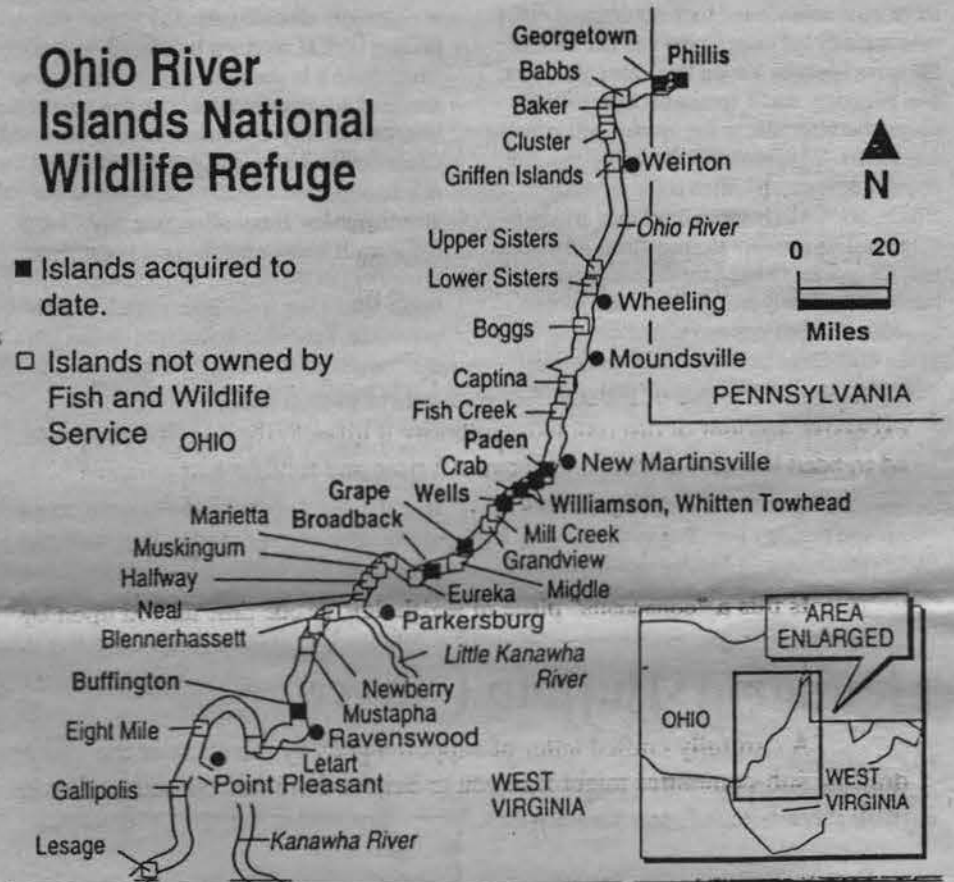 Ohio River
Islands National
Wildlife Refuge
■ Islands acquired to
date.
□ Islands not owned by
Fish and Wildlife
Service
OHIO
Georgetown
Phillis
Babbs
Baker
Cluster
Griffen Islands
Weirton
N
Ohio River
0 20
Miles
Upper Sisters
Lower Sisters
Wheeling
Boggs
Moundsville
Captina
PENNSYLVANIA
Fish Creek
Paden
New Martinsville
Crab
Grape
Wells
Williamson, Whitten Towhead
Marietta
Broadback
Mill Creek
Muskingum
Grandview
Halfway
Eureka
Middle
Neal
Parkersburg
Blennerhassett
Little Kanawha
River
Buffington
Newberry
Mustapha
Eight Mile
Ravenswood
Letart
Point Pleasant
Gallipolis
WEST
VIRGINIA
Kanawha River
Lesage
AREA
ENLARGED
OHIO
WEST
VIRGINIA